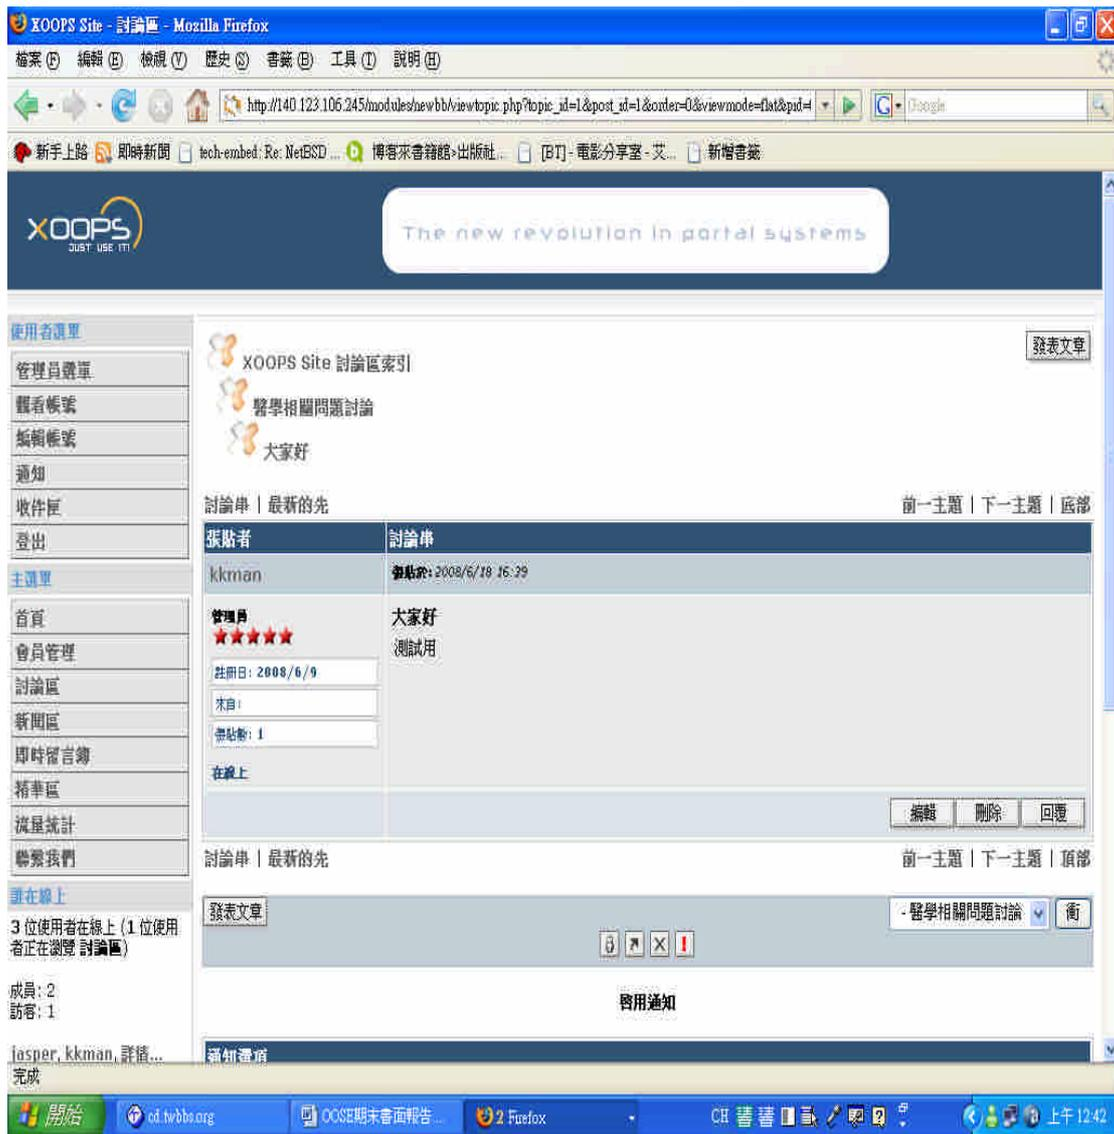 XOOPS Site - 討論區 - Mozilla Firefox
檔案(F) 編輯(E) 檢視(V) 歷史(S) 書籤(B) 工具(T) 說明(H)
http://140.123.106.245/modules/newbb/viewtopic.php?topic_id=1&post_id=1&order=0&viewmode=flat&pid=
G Google
新手上路 即時新聞 tech-embed: Re: NetBSD ... 博客來書籍館>出版社... [BT] - 電影分享室 - 艾... 新增書籤
XOOPS
JUST USE IT!
The new revolution in portal systems
使用者選單
管理員選單
觀看帳號
編輯帳號
通知
收件匣
登出
主選單
首頁
會員管理
討論區
新聞區
即時留言簿
精華區
流量統計
聯繫我們
誰在線上
3 位使用者在線上 (1 位使用
者正在瀏覽 討論區)
成員: 2
訪客: 1
jasper, kkman, 詳情...
XOOPS Site 討論區索引
發表文章
醫學相關問題討論
大家好
討論串 | 最新的先
前一主題 | 下一主題 | 底部
張貼者 討論串
kkman 張貼於: 2008/6/18 16:39
管理員
註冊日: 2008/6/9
來自:
張貼數: 1
在線上
大家好
測試用
編輯 刪除 回覆
討論串 | 最新的先
前一主題 | 下一主題 | 頂部
發表文章
- 醫學相關問題討論 衝
啓用通知
通知選項
完成
開始 cd.twbbs.org OOSE期末書面報告... 2 Firefox CH 上午 12:42